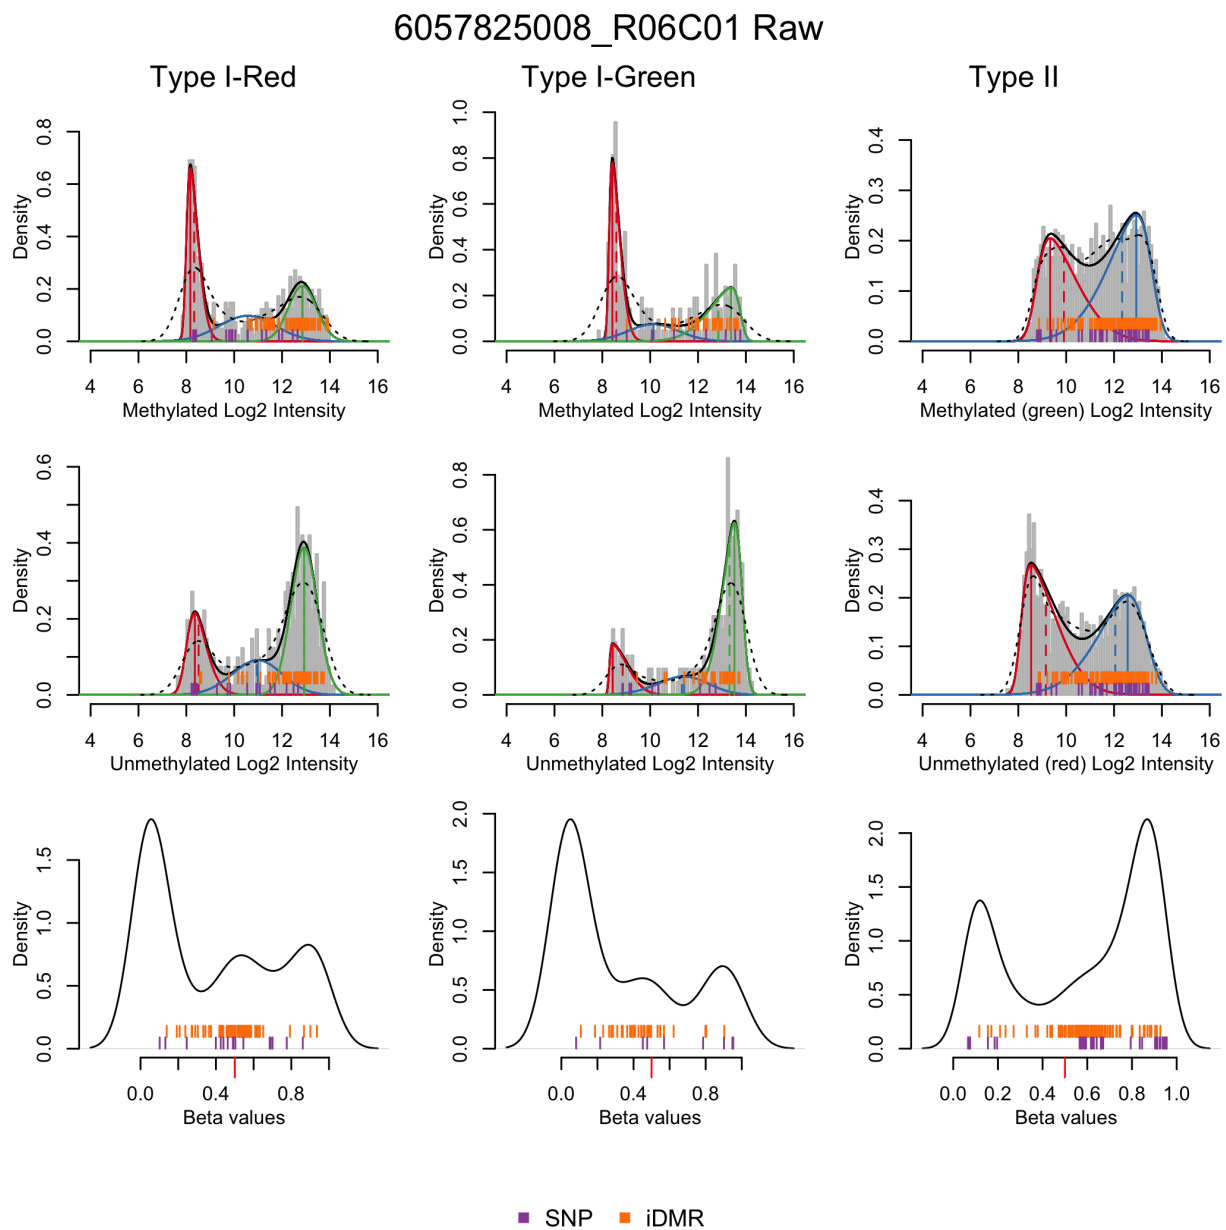 6057825008_R06C01 Raw
Type I-Red Type I-Green Type II
Density
0.0 0.2 0.4 0.6 0.8
4 6 8 10 12 14 16
Methylated Log2 Intensity
Density
0.0 0.2 0.4 0.6 0.8 1.0
4 6 8 10 12 14 16
Methylated Log2 Intensity
Density
0.0 0.1 0.2 0.3 0.4
4 6 8 10 12 14 16
Methylated (green) Log2 Intensity
Density
0.0 0.2 0.4 0.6
4 6 8 10 12 14 16
Unmethylated Log2 Intensity
Density
0.0 0.2 0.4 0.6 0.8
4 6 8 10 12 14 16
Unmethylated Log2 Intensity
Density
0.0 0.1 0.2 0.3 0.4
4 6 8 10 12 14 16
Unmethylated (red) Log2 Intensity
Density
0.0 0.5 1.0 1.5
0.0 0.4 0.8
Beta values
Density
0.0 0.5 1.0 1.5 2.0
0.0 0.4 0.8
Beta values
Density
0.0 0.5 1.0 1.5 2.0
0.0 0.2 0.4 0.6 0.8 1.0
Beta values
SNP iDMR